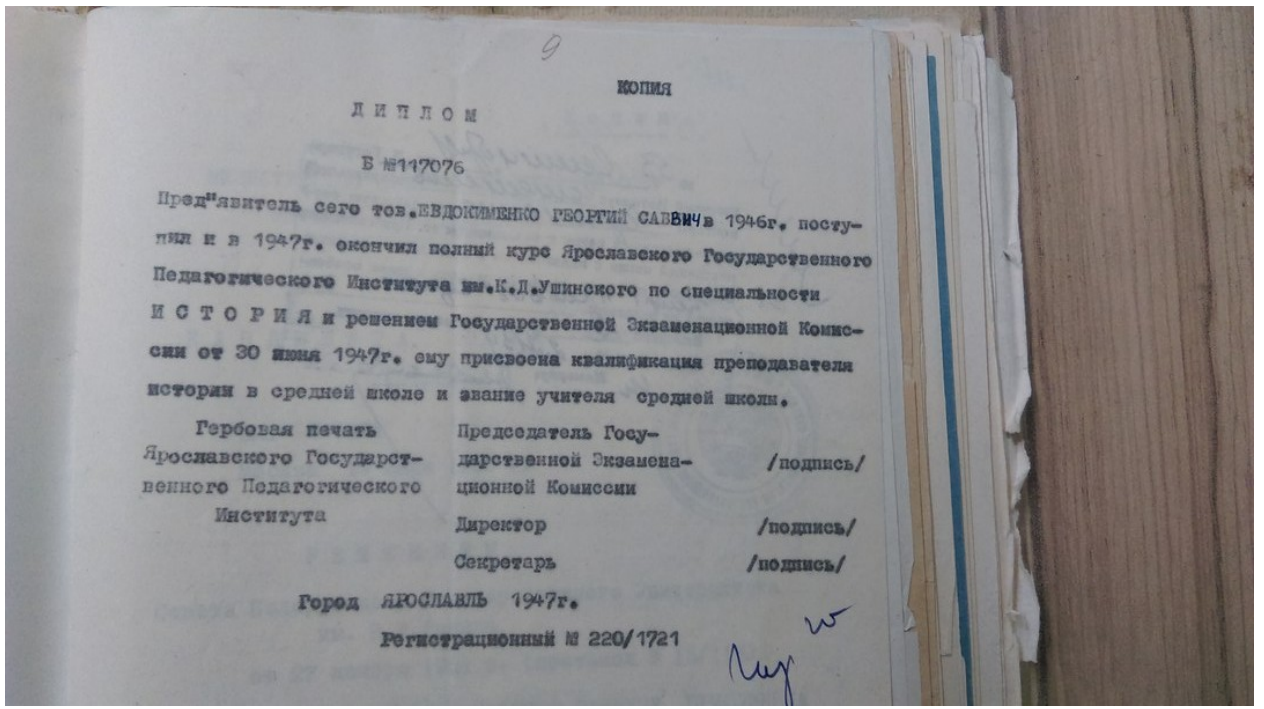 9
КОПИЯ
Д И П Л О М
Б №117076
Пред"явитель сего тов.ЕВДОКИМЕНКО ГЕОРГИЙ САВВИЧ в 1946г. посту-
пил и в 1947г. окончил полный курс Ярославского Государственного
Педагогического Института им.К.Д.Ушинского по специальности
И С Т О Р И Я и решением Государственной Экзаменационной Комис-
сии от 30 июня 1947г. ему присвоена квалификация преподавателя
истории в средней школе и звание учителя средней школы.
Гербовая печать Председатель Госу-
Ярославского Государст- дарственной Экзамена- /подпись/
венного Педагогического ционной Комиссии
Института Директор /подпись/
Секретарь /подпись/
Город ЯРОСЛАВЛЬ 1947г.
Регистрационный № 220/1721